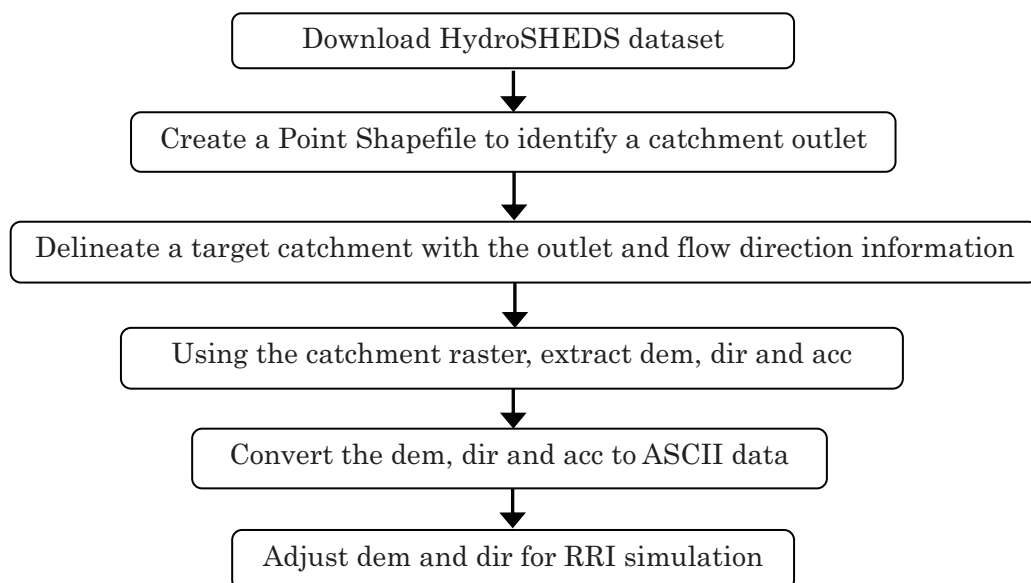 Download HydroSHEDS dataset
Create a Point Shapefile to identify a catchment outlet
Delineate a target catchment with the outlet and flow direction information
Using the catchment raster, extract dem, dir and acc
Convert the dem, dir and acc to ASCII data
Adjust dem and dir for RRI simulation